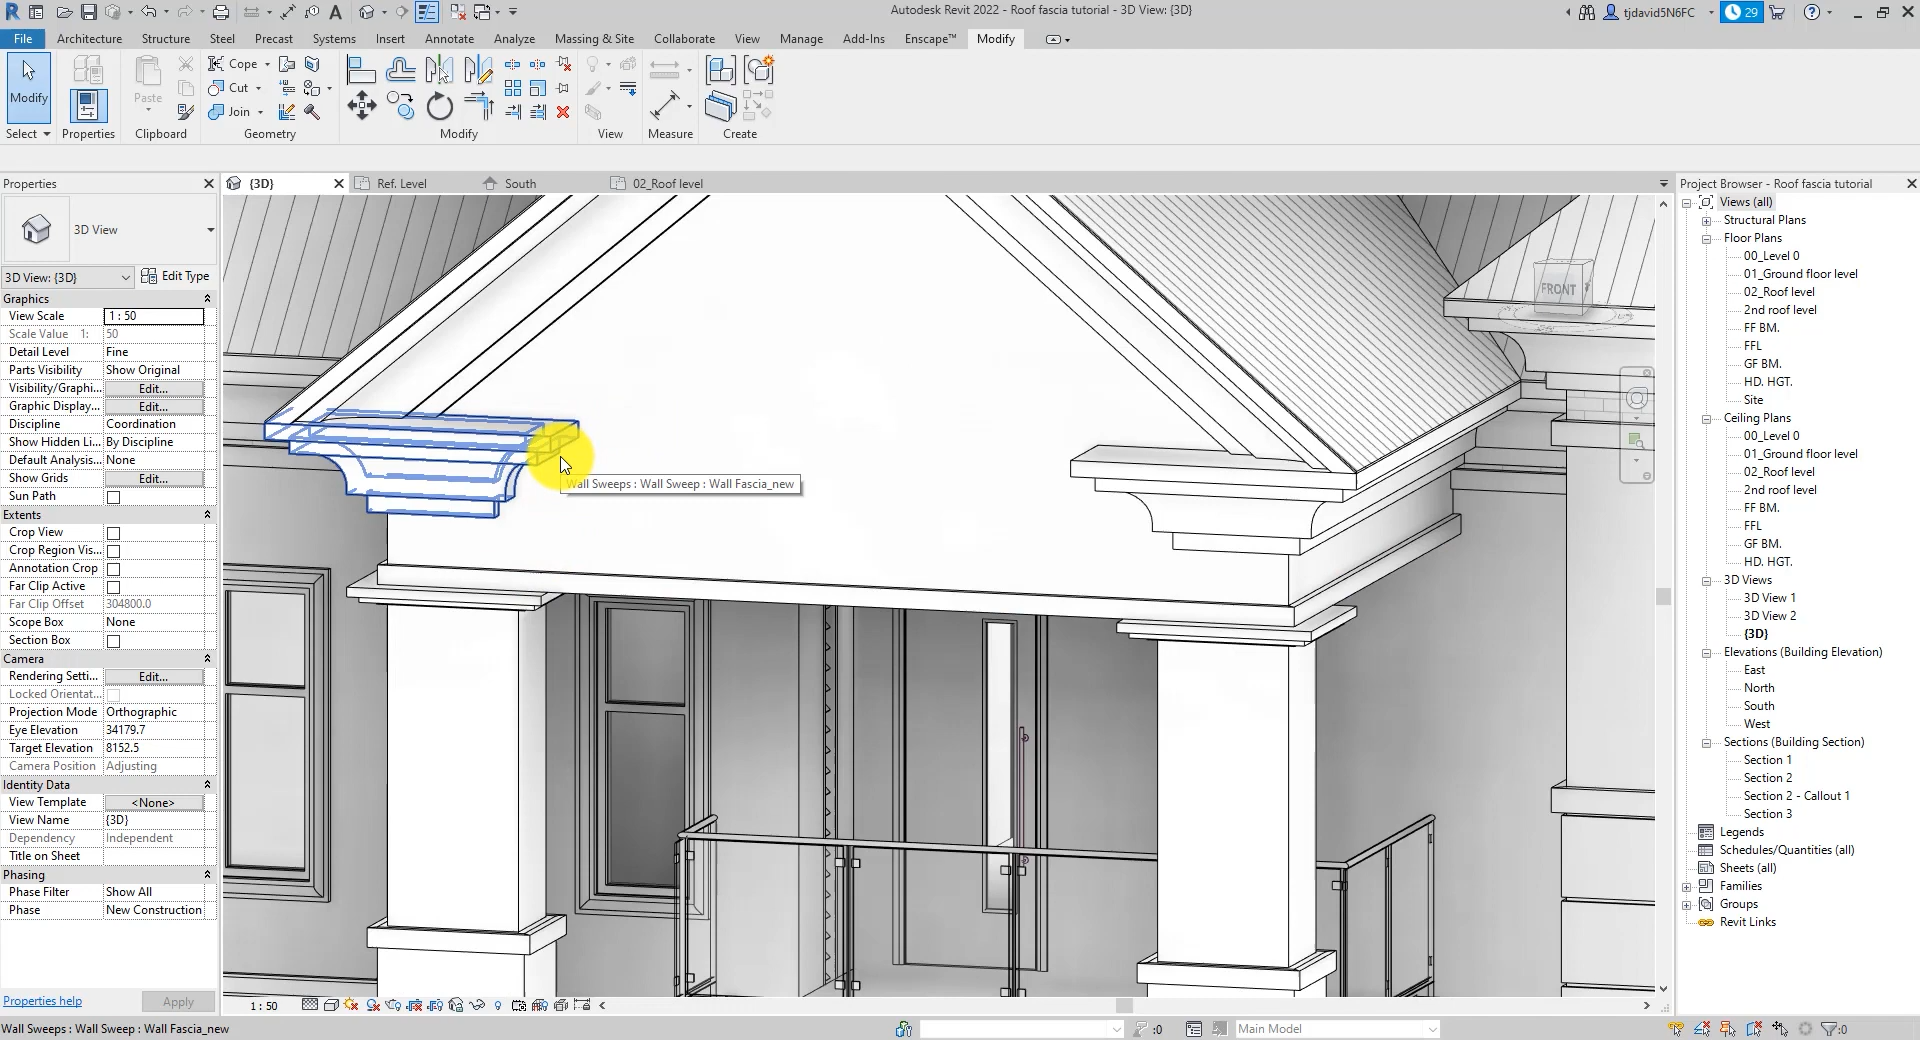 Autodesk Revit 2022 - Roof fascia tutorial - 3D View: {3D}
tjdavid5N6FC
29
File Architecture Structure Steel Precast Systems Insert Annotate Analyze Massing & Site Collaborate View Manage Add-Ins Enscape™ Modify
Modify
Paste
Cope
Cut
Join
Select Properties Clipboard Geometry Modify View Measure Create
Properties
{3D} Ref. Level South 02_Roof level
Project Browser - Roof fascia tutorial
3D View
3D View: {3D} Edit Type
Graphics
View Scale 1 : 50
Scale Value 1: 50
Detail Level Fine
Parts Visibility Show Original
Visibility/Graphi... Edit...
Graphic Display... Edit...
Discipline Coordination
Show Hidden Li... By Discipline
Default Analysis... None
Show Grids Edit...
Sun Path
Extents
Crop View
Crop Region Vis...
Annotation Crop
Far Clip Active
Far Clip Offset 304800.0
Scope Box None
Section Box
Camera
Rendering Setti... Edit...
Locked Orientat...
Projection Mode Orthographic
Eye Elevation 34179.7
Target Elevation 8152.5
Camera Position Adjusting
Identity Data
View Template <None>
View Name {3D}
Dependency Independent
Title on Sheet
Phasing
Phase Filter Show All
Phase New Construction
Properties help Apply
FRONT
Wall Sweeps : Wall Sweep : Wall Fascia_new
Views (all)
Structural Plans
Floor Plans
00_Level 0
01_Ground floor level
02_Roof level
2nd roof level
FF BM.
FFL
GF BM.
HD. HGT.
Site
Ceiling Plans
00_Level 0
01_Ground floor level
02_Roof level
2nd roof level
FF BM.
FFL
GF BM.
HD. HGT.
3D Views
3D View 1
3D View 2
{3D}
Elevations (Building Elevation)
East
North
South
West
Sections (Building Section)
Section 1
Section 2
Section 2 - Callout 1
Section 3
Legends
Schedules/Quantities (all)
Sheets (all)
Families
Groups
Revit Links
1 : 50
Wall Sweeps : Wall Sweep : Wall Fascia_new
:0
Main Model
:0